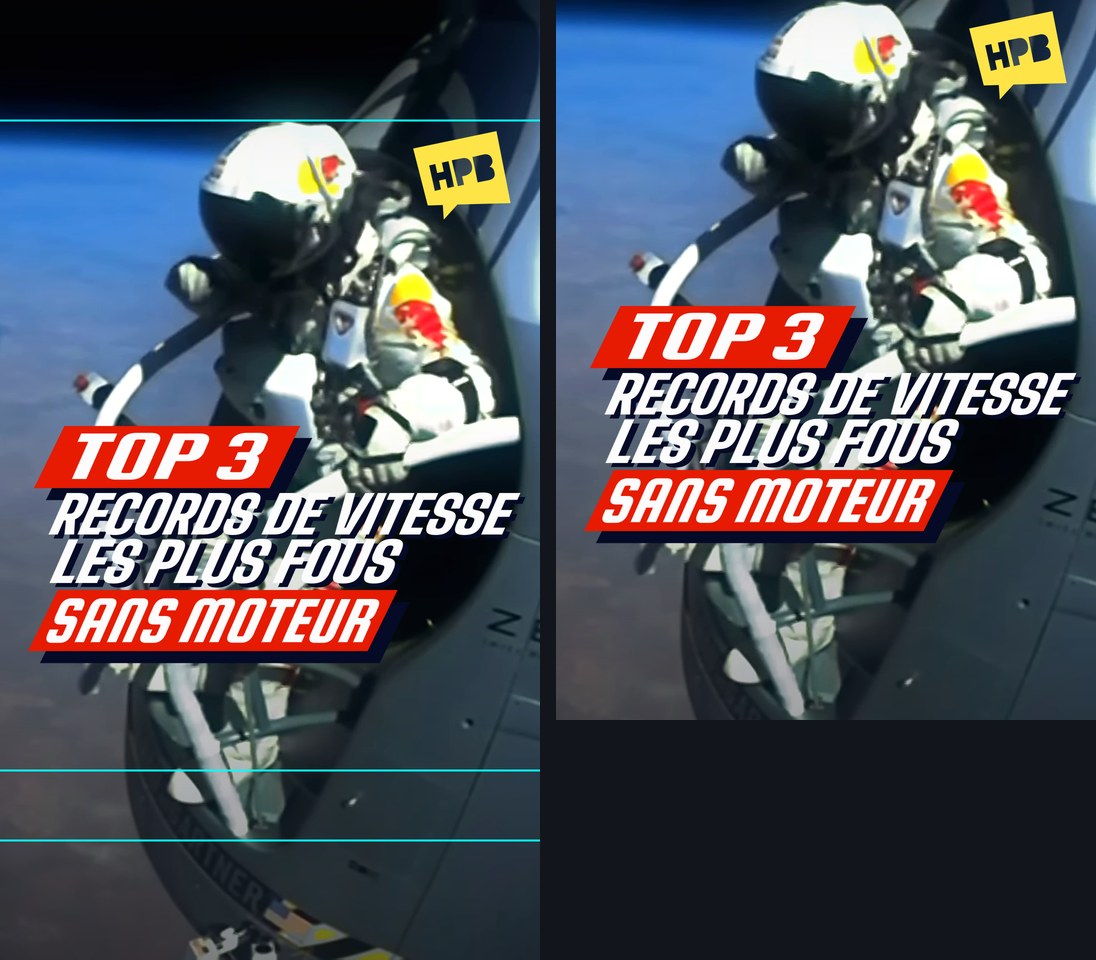 HPB
TOP 3
RECORDS DE VITESSE
LES PLUS FOUS
SANS MOTEUR
HPB
TOP 3
RECORDS DE VITESSE
LES PLUS FOUS
SANS MOTEUR